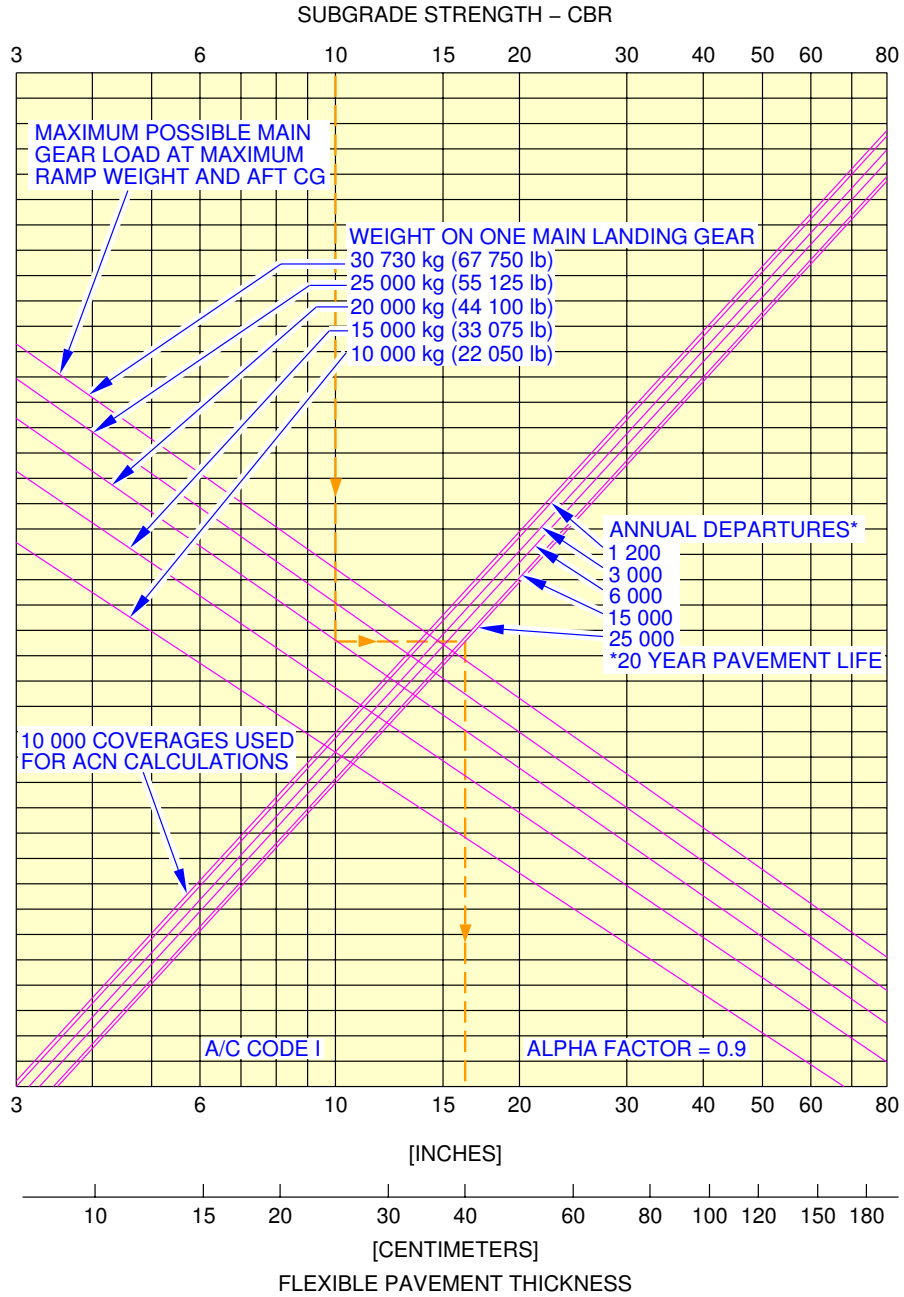 SUBGRADE STRENGTH – CBR
3 6 10 15 20 30 40 60 80
MAXIMUM POSSIBLE MAIN
GEAR LOAD AT MAXIMUM
RAMP WEIGHT AND AFT CG
WEIGHT ON ONE MAIN LANDING GEAR
30 730 kg (67 750 lb)
25 000 kg (55 125 lb)
20 000 kg (44 100 lb)
15 000 kg (33 075 lb)
10 000 kg (22 050 lb)
ANNUAL DEPARTURES*
1 200
3 000
6 000
15 000
25 000
*20 YEAR PAVEMENT LIFE
10 000 COVERAGES USED
FOR ACN CALCULATIONS
A/C CODE I
ALPHA FACTOR = 0.9
3 6 10 15 20 30 40 50 60 80
[INCHES]
10 15 20 30 40 60 80 100 120 150 180
[CENTIMETERS]
FLEXIBLE PAVEMENT THICKNESS